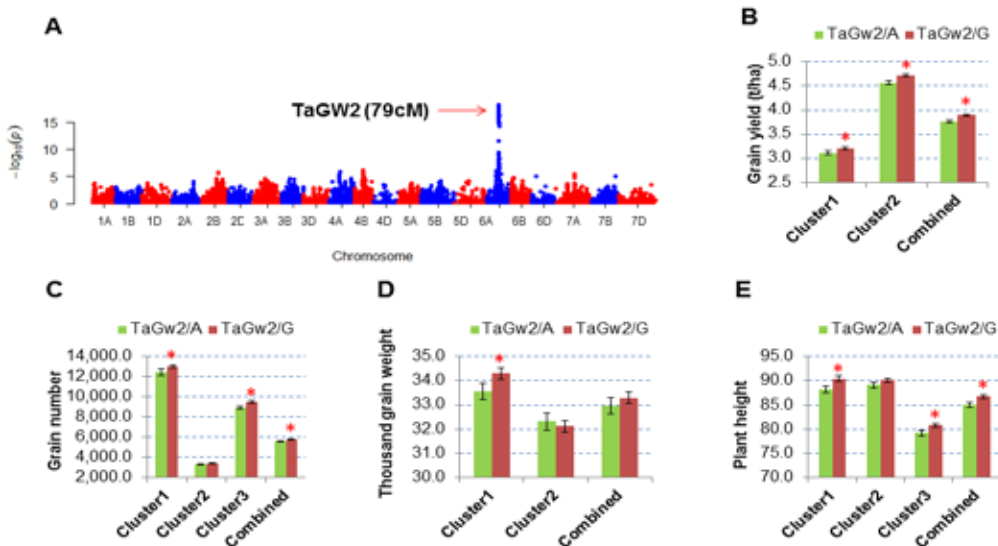 A
TaGW2 (79cM)
−log₁₀(p)
15
10
5
0
1A 1B 1D 2A 2B 2D 3A 3B 3D 4A 4B 4D 5A 5B 5D 6A 6B 6D 7A 7B 7D
Chromosome
B
TaGw2/A TaGw2/G
Grain yield (t/ha)
5.0
4.5
4.0
3.5
3.0
2.5
* * *
Cluster1 Cluster2 Combined
C
TaGw2/A TaGw2/G
Grain number
14,000.0
12,000.0
10,000.0
8,000.0
6,000.0
4,000.0
2,000.0
* * *
Cluster1 Cluster2 Cluster3 Combined
D
TaGw2/A TaGw2/G
Thousand grain weight
35.0
34.0
33.0
32.0
31.0
30.0
*
Cluster1 Cluster2 Combined
E
TaGw2/A TaGw2/G
Plant height
95.0
90.0
85.0
80.0
75.0
70.0
* * *
Cluster1 Cluster2 Cluster3 Combined